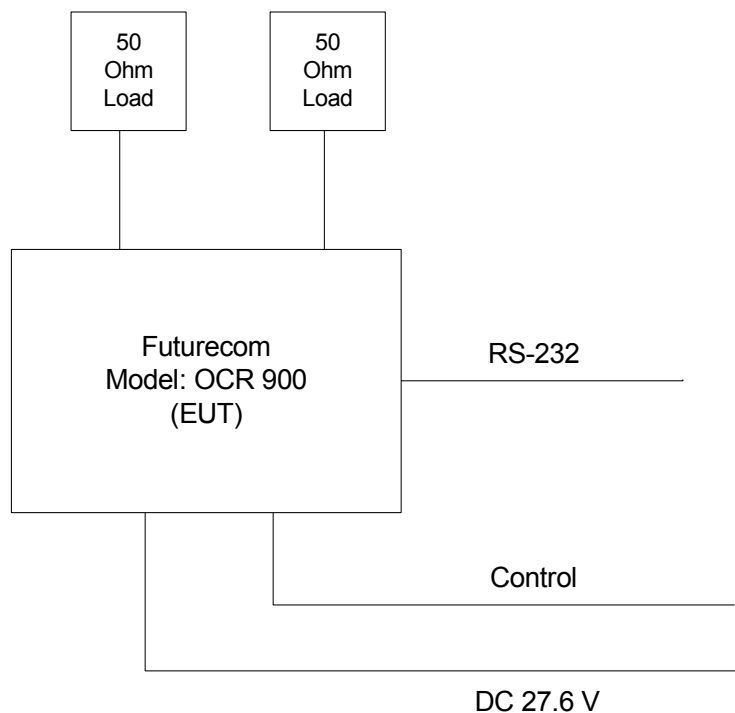 50
Ohm
Load
50
Ohm
Load
Futurecom
Model: OCR 900
(EUT)
RS-232
Control
DC 27.6 V